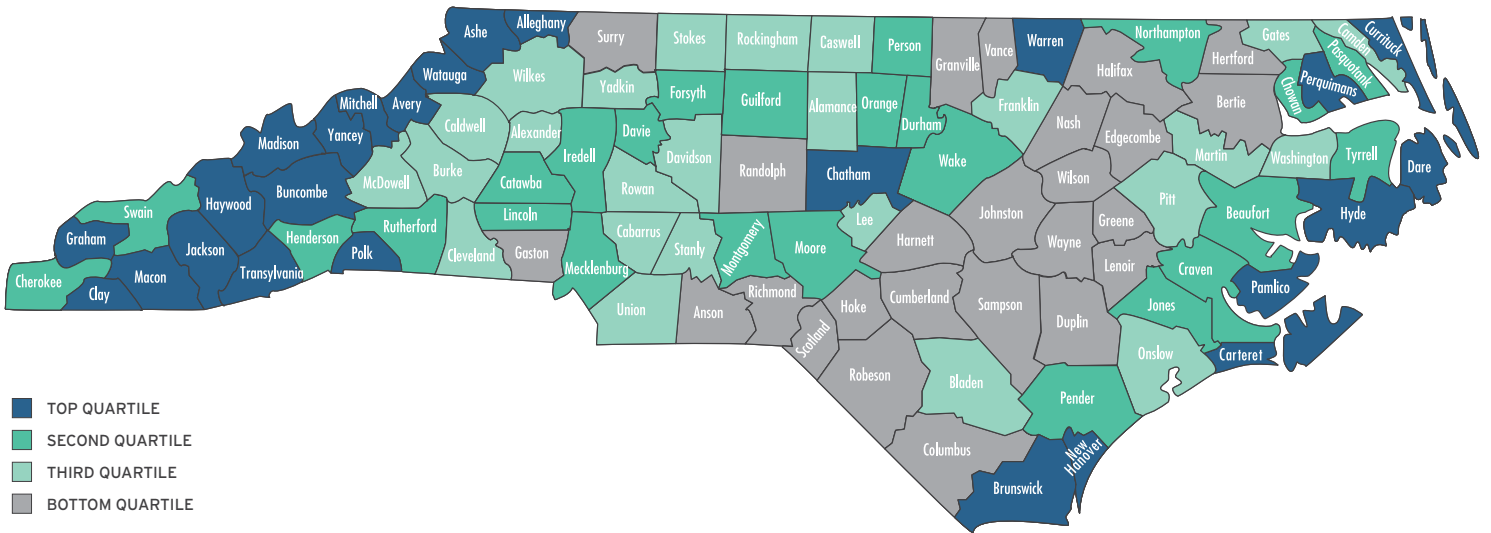 Ashe
Alleghany
Surry
Stokes
Rockingham
Caswell
Person
Granville
Vance
Warren
Northampton
Halifax
Hertford
Gates
Camden
Currituck
Pasquotank
Perquimans
Chowan
Bertie
Watauga
Wilkes
Yadkin
Forsyth
Guilford
Alamance
Orange
Durham
Franklin
Nash
Edgecombe
Martin
Washington
Tyrrell
Dare
Mitchell
Avery
Caldwell
Alexander
Iredell
Davie
Davidson
Randolph
Chatham
Wake
Wilson
Pitt
Beaufort
Hyde
Madison
Yancey
Buncombe
McDowell
Burke
Catawba
Rowan
Lincoln
Haywood
Swain
Graham
Cherokee
Clay
Macon
Jackson
Transylvania
Henderson
Polk
Rutherford
Cleveland
Gaston
Mecklenburg
Cabarrus
Stanly
Montgomery
Moore
Lee
Harnett
Johnston
Wayne
Greene
Lenoir
Craven
Pamlico
Jones
Carteret
Onslow
Duplin
Sampson
Cumberland
Hoke
Richmond
Scotland
Anson
Union
Robeson
Bladen
Pender
Columbus
Brunswick
New
Hanover
TOP QUARTILE
SECOND QUARTILE
THIRD QUARTILE
BOTTOM QUARTILE